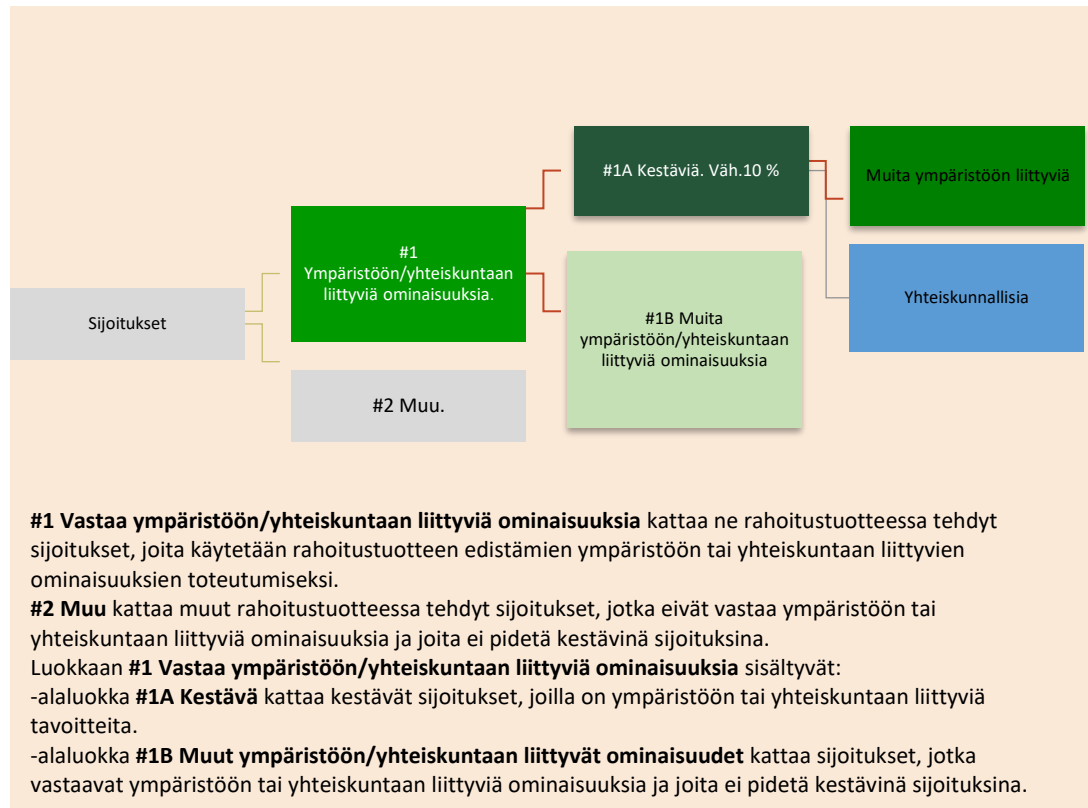 #1A Kestäviä. Väh.10 %
Muita ympäristöön liittyviä
#1
Ympäristöön/yhteiskuntaan
liittyviä ominaisuuksia.
Yhteiskunnallisia
Sijoitukset
#1B Muita
ympäristöön/yhteiskuntaan
liittyviä ominaisuuksia
#2 Muu.
#1 Vastaa ympäristöön/yhteiskuntaan liittyviä ominaisuuksia kattaa ne rahoitustuotteessa tehdyt
sijoitukset, joita käytetään rahoitustuotteen edistämien ympäristöön tai yhteiskuntaan liittyvien
ominaisuuksien toteutumiseksi.
#2 Muu kattaa muut rahoitustuotteessa tehdyt sijoitukset, jotka eivät vastaa ympäristöön tai
yhteiskuntaan liittyviä ominaisuuksia ja joita ei pidetä kestävinä sijoituksina.
Luokkaan #1 Vastaa ympäristöön/yhteiskuntaan liittyviä ominaisuuksia sisältyvät:
-alaluokka #1A Kestävä kattaa kestävät sijoitukset, joilla on ympäristöön tai yhteiskuntaan liittyviä
tavoitteita.
-alaluokka #1B Muut ympäristöön/yhteiskuntaan liittyvät ominaisuudet kattaa sijoitukset, jotka
vastaavat ympäristöön tai yhteiskuntaan liittyviä ominaisuuksia ja joita ei pidetä kestävinä sijoituksina.